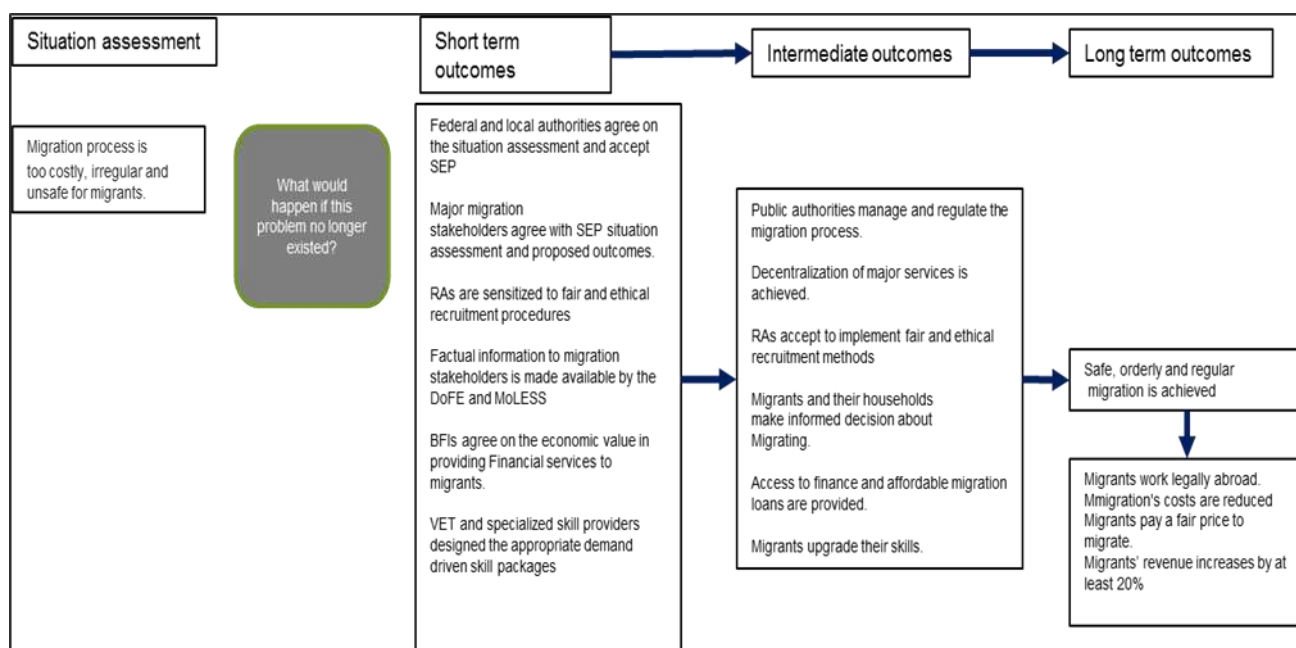 Situation assessment
Short term
outcomes
Intermediate outcomes
Long term outcomes
Migration process is
too costly, irregular and
unsafe for migrants.
What would
happen if this
problem no longer
existed?
Federal and local authorities agree on
the situation assessment and accept
SEP
Major migration
stakeholders agree with SEP situation
assessment and proposed outcomes.
RAs are sensitized to fair and ethical
recruitment procedures
Factual information to migration
stakeholders is made available by the
DoFE and MoLESS
BFIs agree on the economic value in
providing Financial services to
migrants.
VET and specialized skill providers
designed the appropriate demand
driven skill packages
Public authorities manage and regulate the
migration process.
Decentralization of major services is
achieved.
RAs accept to implement fair and ethical
recruitment methods
Migrants and their households
make informed decision about
Migrating.
Access to finance and affordable migration
loans are provided.
Migrants upgrade their skills.
Safe, orderly and regular
migration is achieved
Migrants work legally abroad.
Mmigration's costs are reduced
Migrants pay a fair price to
migrate.
Migrants' revenue increases by at
least 20%